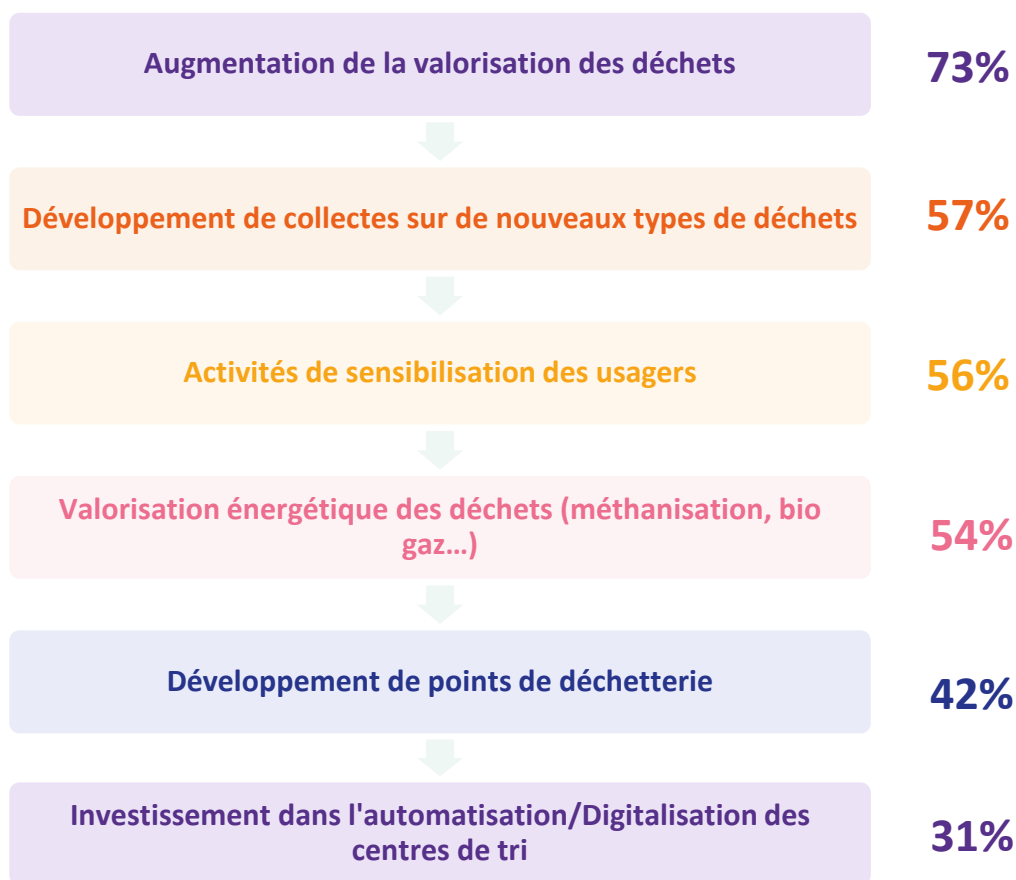 Augmentation de la valorisation des déchets
73%
Développement de collectes sur de nouveaux types de déchets
57%
Activités de sensibilisation des usagers
56%
Valorisation énergétique des déchets (méthanisation, bio
gaz...)
54%
Développement de points de déchetterie
42%
Investissement dans l'automatisation/Digitalisation des
centres de tri
31%